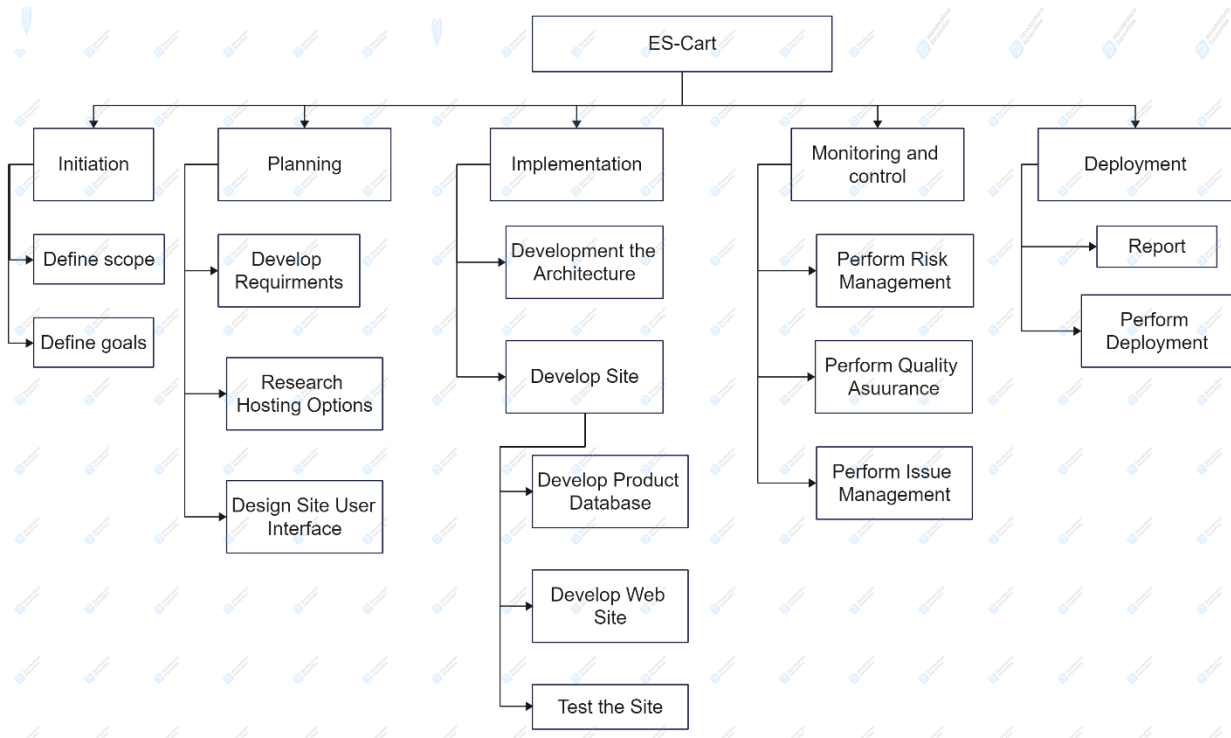 ES-Cart
Initiation
Planning
Implementation
Monitoring and
control
Deployment
Define scope
Define goals
Develop
Requirments
Research
Hosting Options
Design Site User
Interface
Development the
Architecture
Develop Site
Develop Product
Database
Develop Web
Site
Test the Site
Perform Risk
Management
Perform Quality
Asuurance
Perform Issue
Management
Report
Perform
Deployment